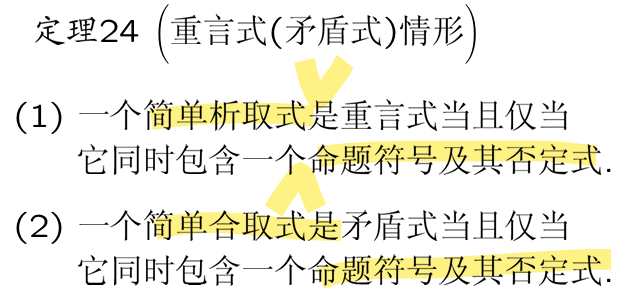 定理24 (重言式(矛盾式)情形)
(1) 一个简单析取式是重言式当且仅当
它同时包含一个命题符号及其否定式.
(2) 一个简单合取式是矛盾式当且仅当
它同时包含一个命题符号及其否定式.